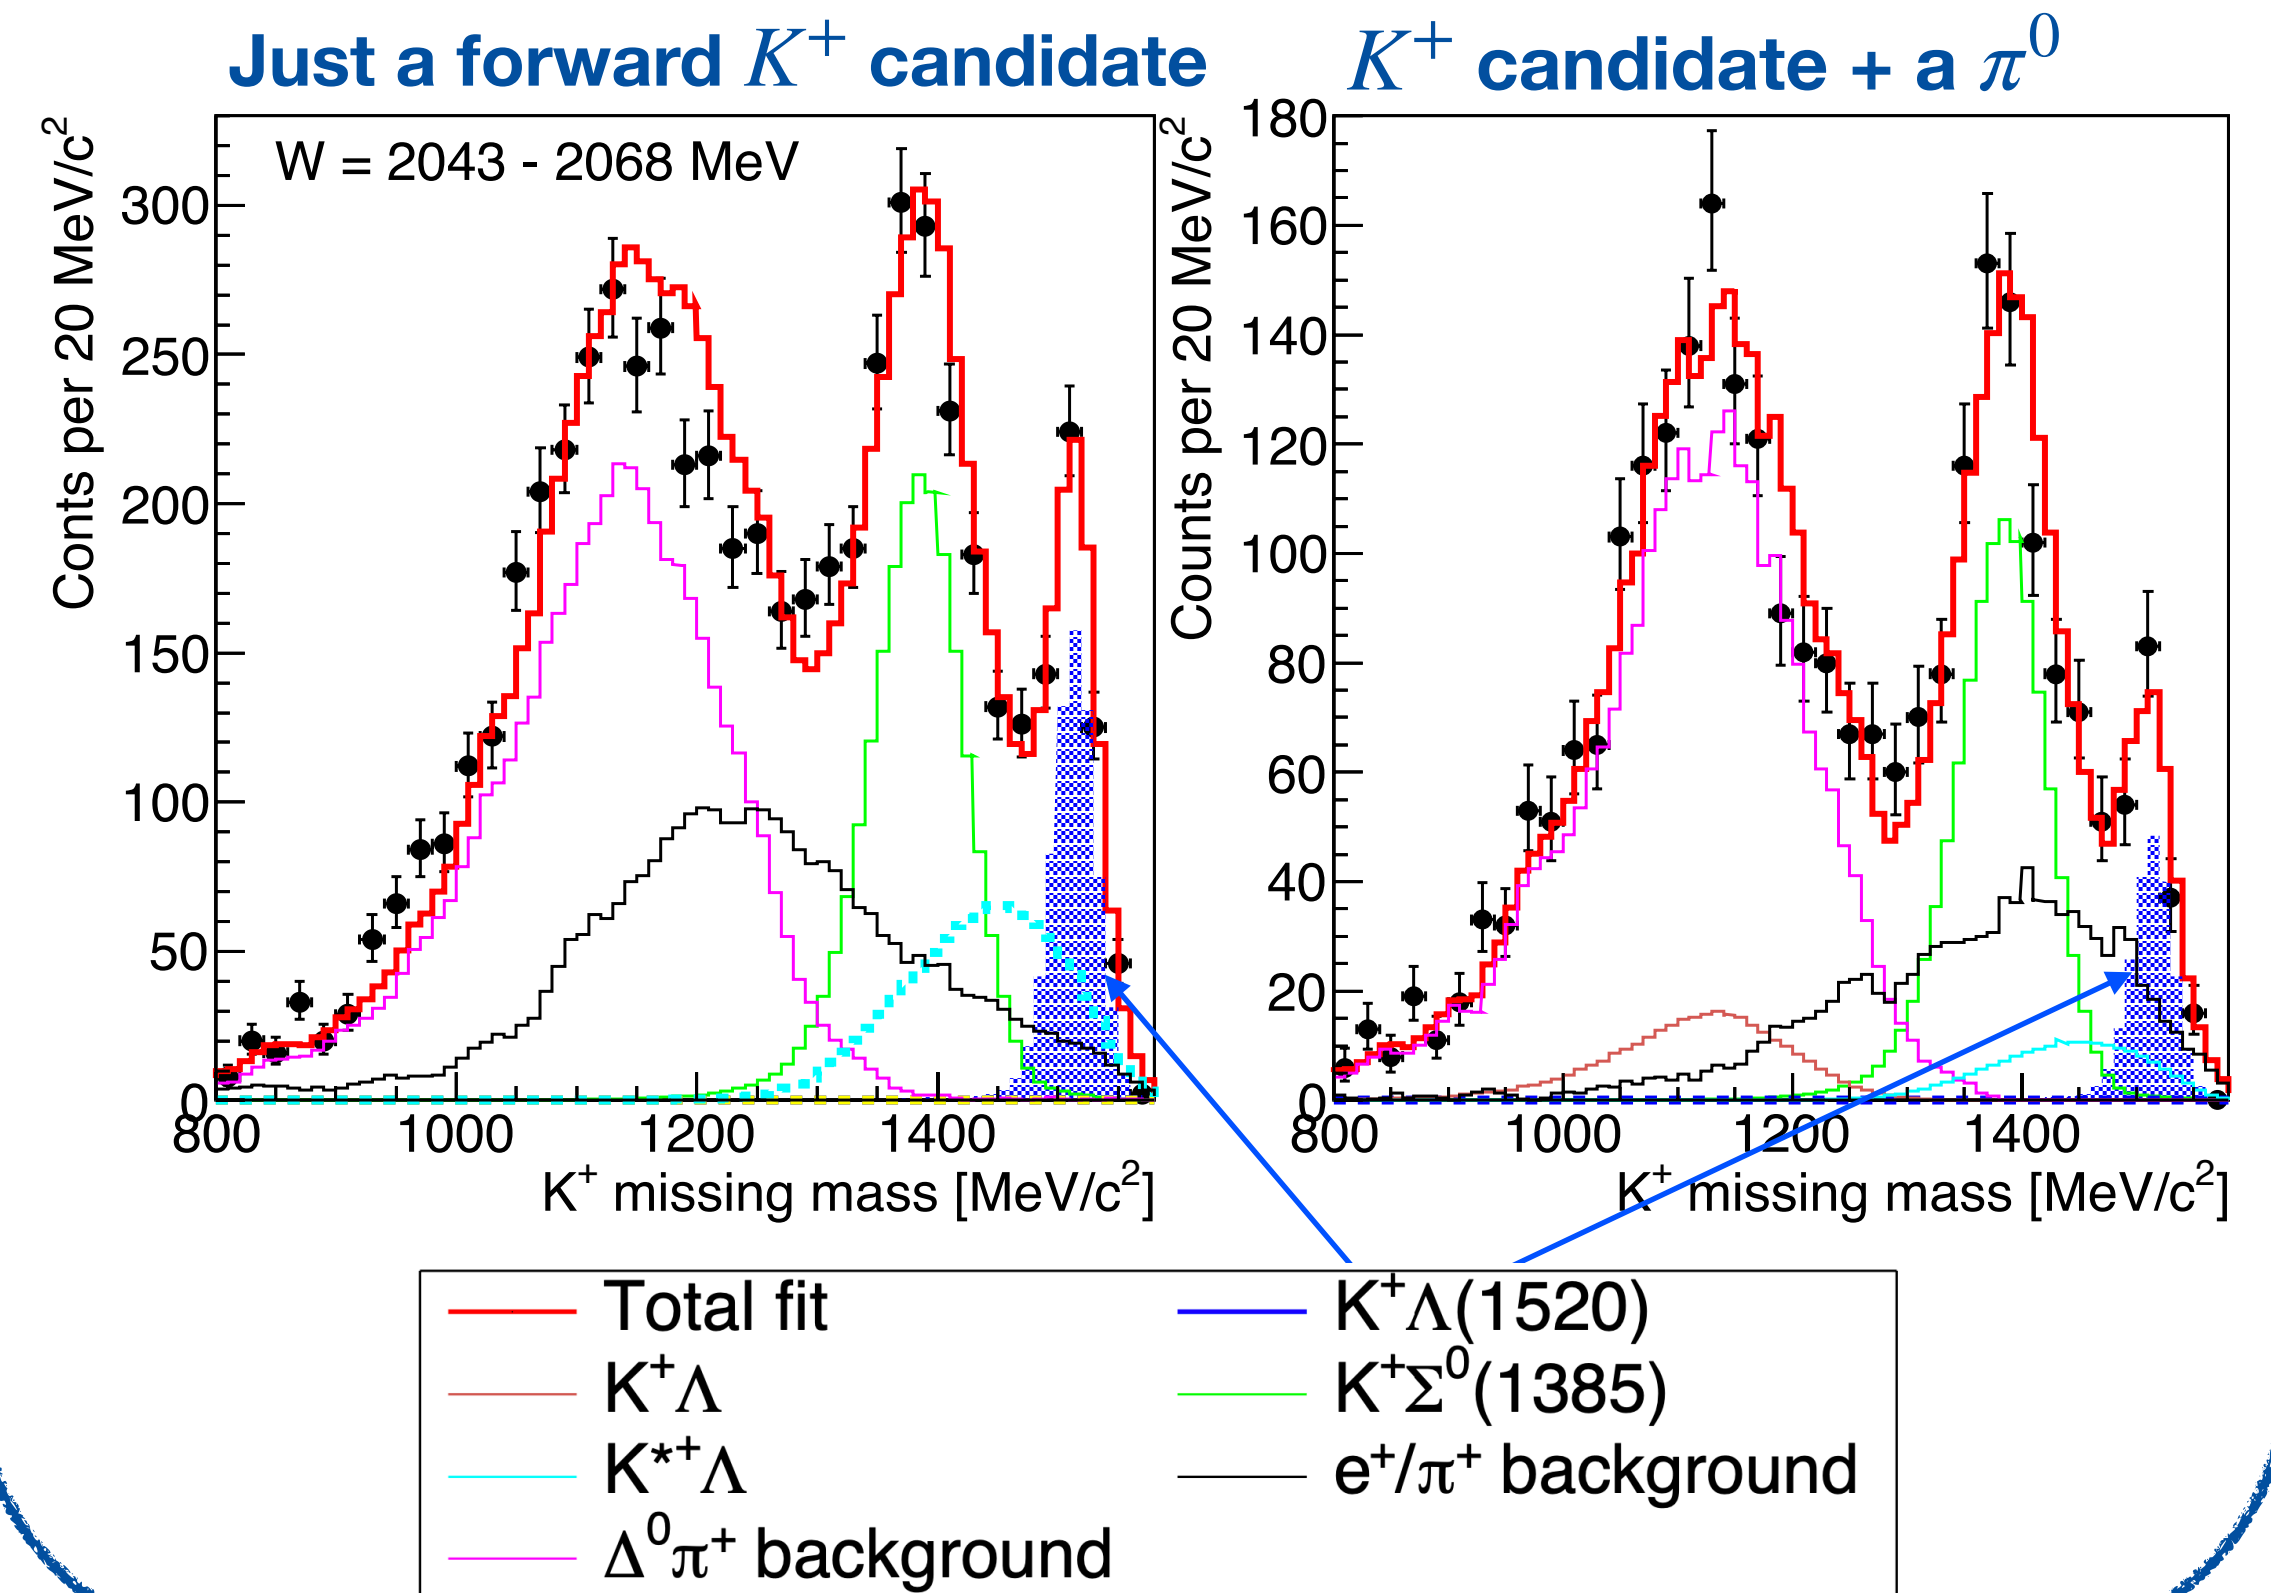 Just a forward K⁺ candidate
K⁺ candidate + a π⁰
W = 2043 - 2068 MeV
Conts per 20 MeV/c²
300
250
200
150
100
50
0
800 1000 1200 1400
K⁺ missing mass [MeV/c²]
Counts per 20 MeV/c²
180
160
140
120
100
80
60
40
20
0
800 1000 1200 1400
K⁺ missing mass [MeV/c²]
Total fit
K⁺Λ(1520)
K⁺Λ
K⁺Σ⁰(1385)
K*⁺Λ
e⁺/π⁺ background
Δ⁰π⁺ background